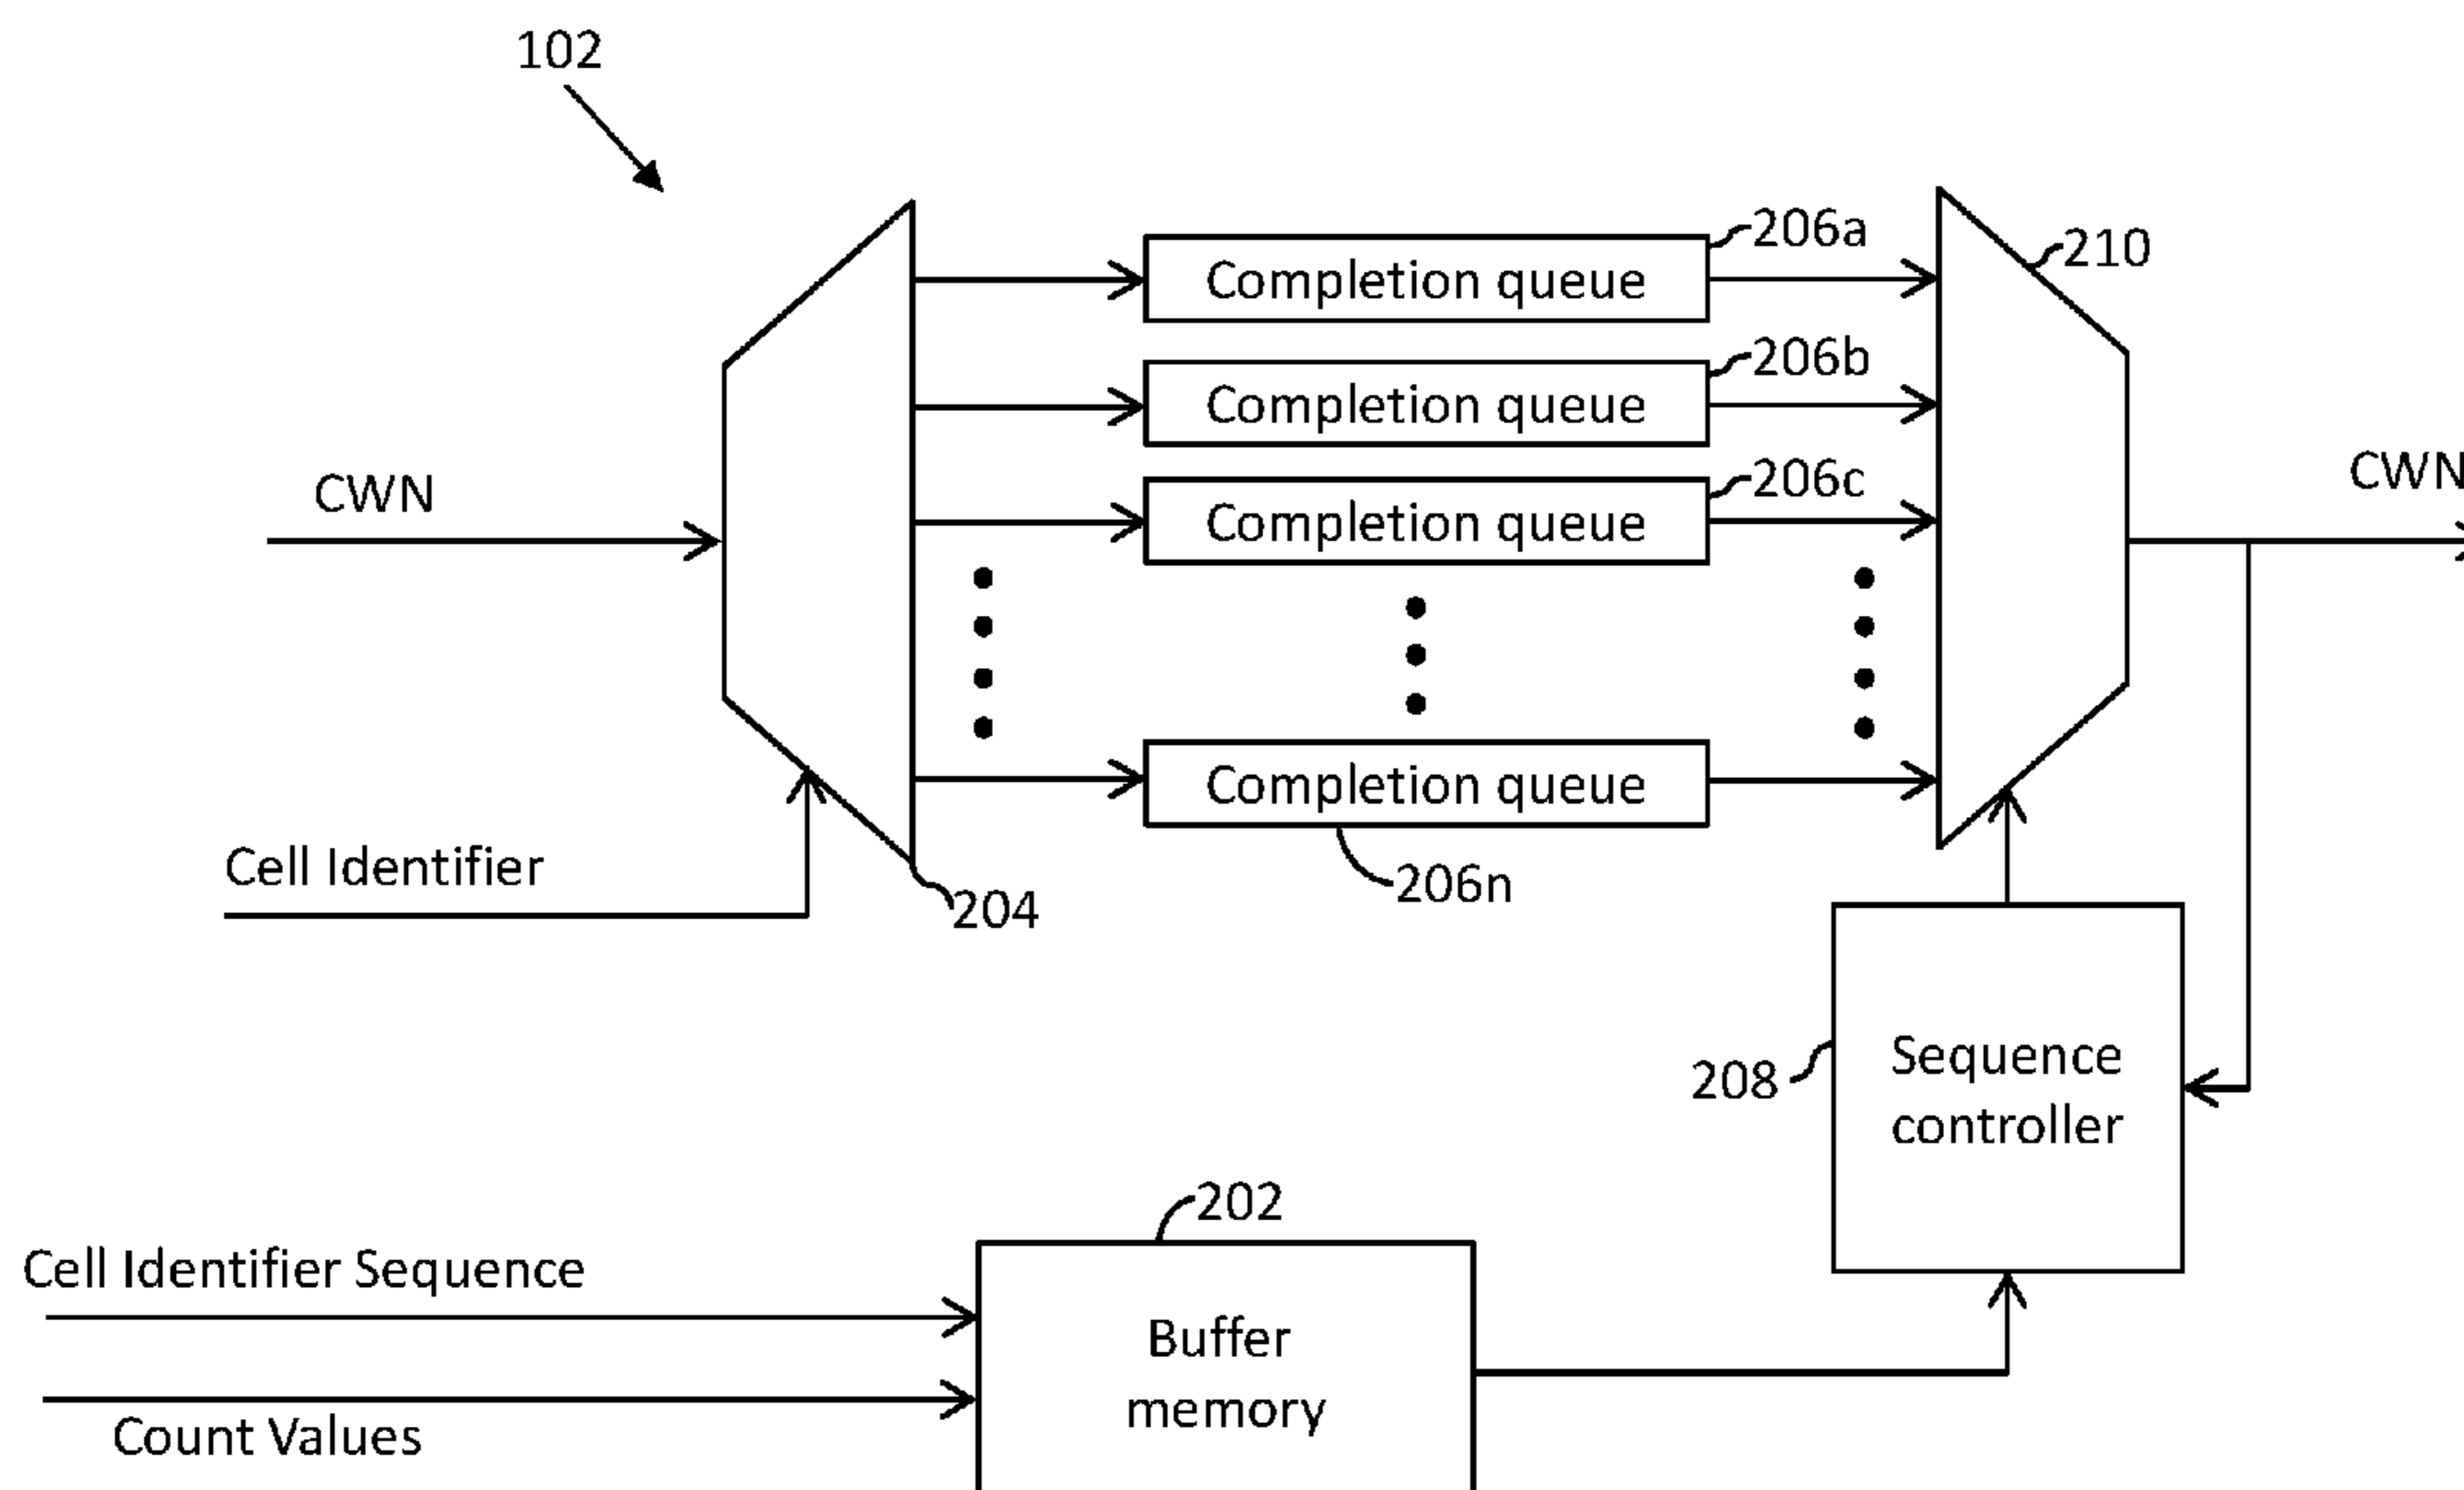 102
206a
Completion queue
210
206b
Completion queue
CWN
206c
CWN
Completion queue
Completion queue
Cell Identifier
206n
204
Sequence
controller
208
202
Cell Identifier Sequence
Buffer
memory
Count Values